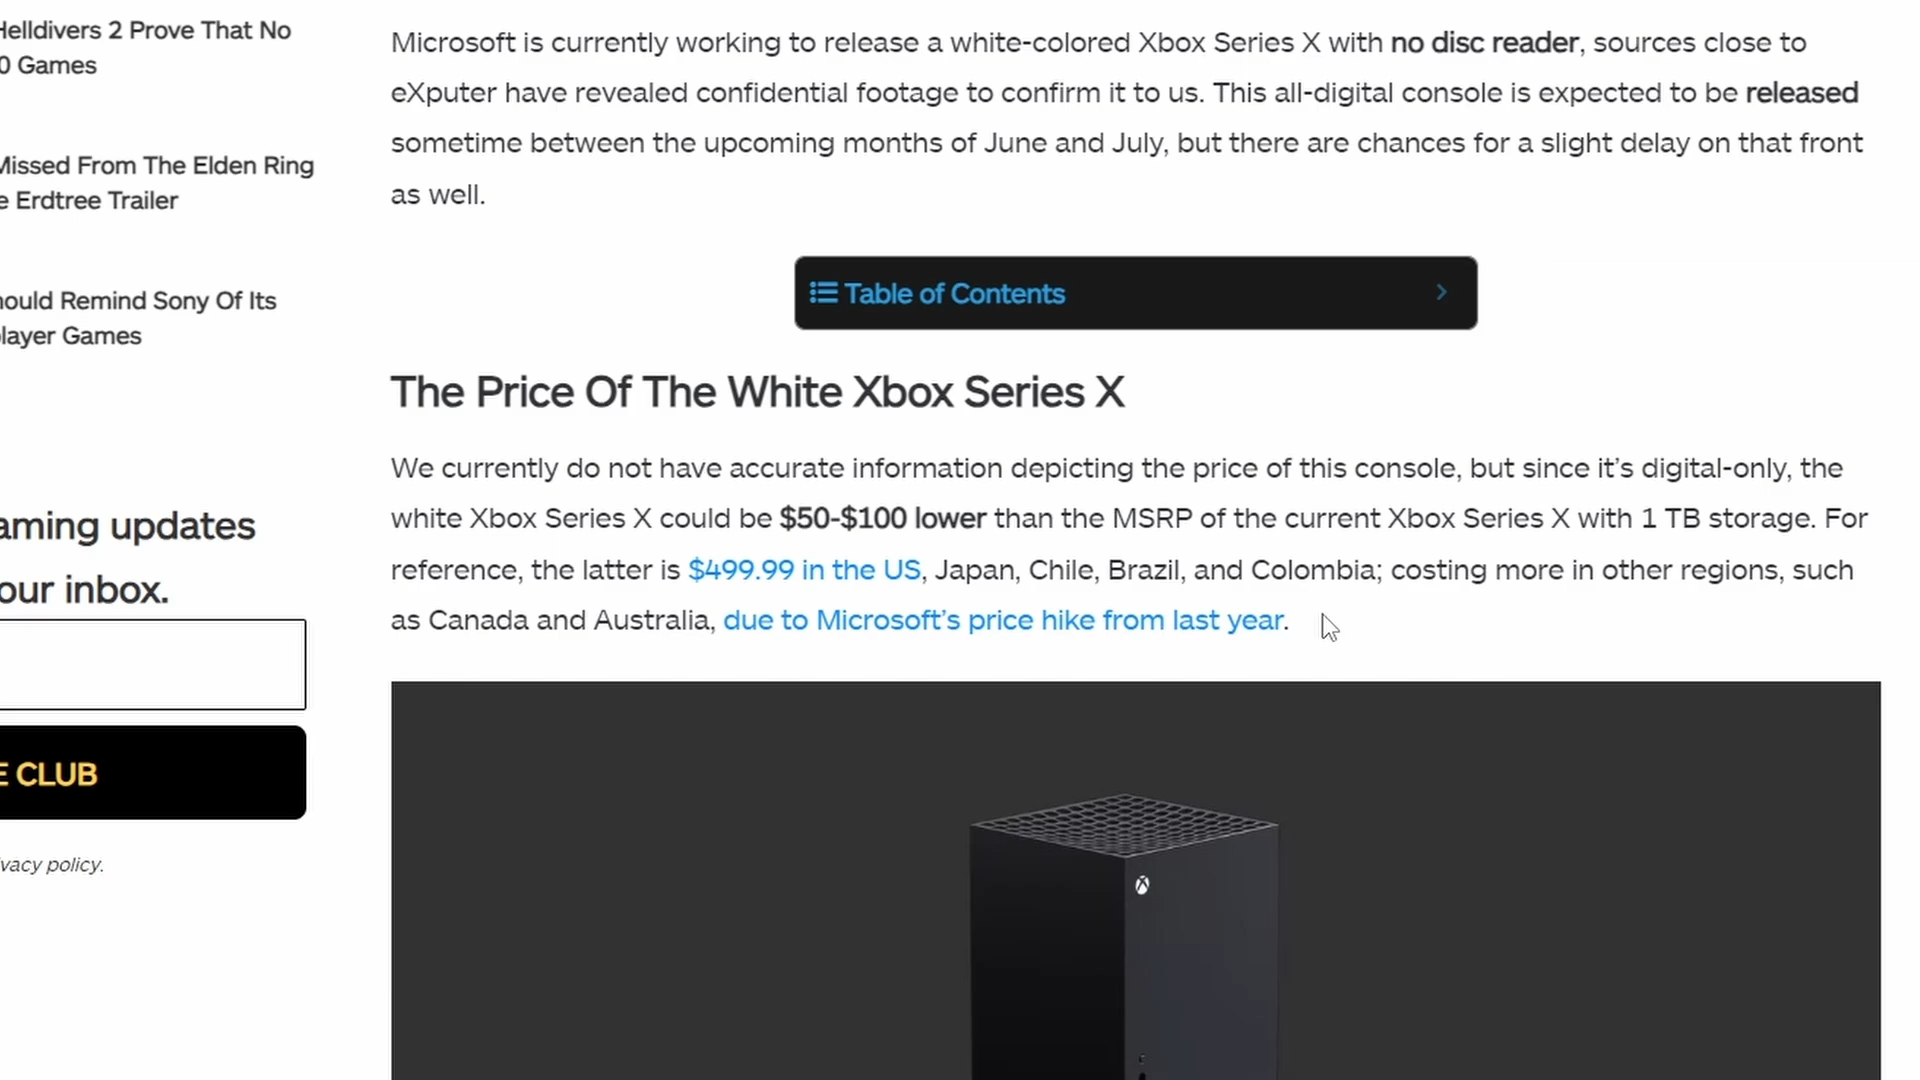 Helldivers 2 Prove That No
0 Games
Missed From The Elden Ring
e Erdtree Trailer
hould Remind Sony Of Its
player Games
aming updates
our inbox.
E CLUB
vacy policy.
Microsoft is currently working to release a white-colored Xbox Series X with no disc reader, sources close to
eXputer have revealed confidential footage to confirm it to us. This all-digital console is expected to be released
sometime between the upcoming months of June and July, but there are chances for a slight delay on that front
as well.
Table of Contents
The Price Of The White Xbox Series X
We currently do not have accurate information depicting the price of this console, but since it’s digital-only, the
white Xbox Series X could be $50-$100 lower than the MSRP of the current Xbox Series X with 1 TB storage. For
reference, the latter is $499.99 in the US, Japan, Chile, Brazil, and Colombia; costing more in other regions, such
as Canada and Australia, due to Microsoft’s price hike from last year.